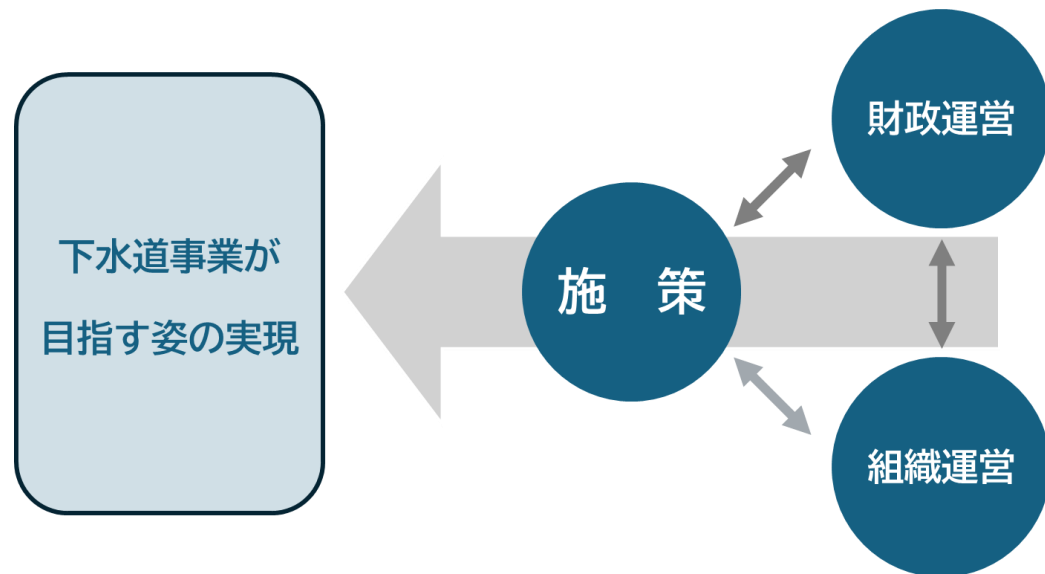 下水道事業が
目指す姿の実現
施　策
財政運営
組織運営